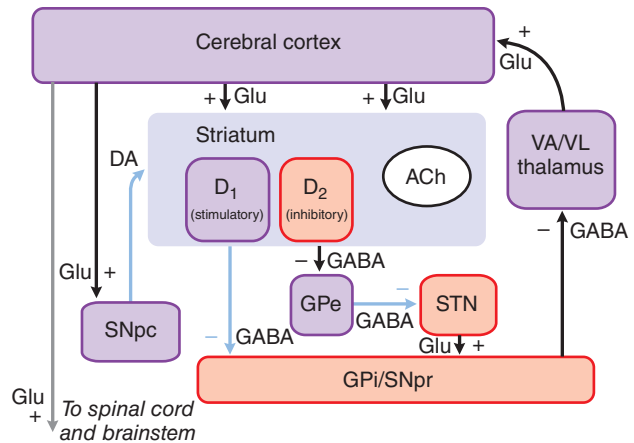 Cerebral cortex
+
Glu
+ Glu
+ Glu
Striatum
DA
D1
(stimulatory)
D2
(inhibitory)
ACh
VA/VL
thalamus
– GABA
– GABA
Glu +
SNpc
GPe
–
GABA
STN
–
GABA
Glu +
GPi/SNpr
Glu
+
To spinal cord
and brainstem